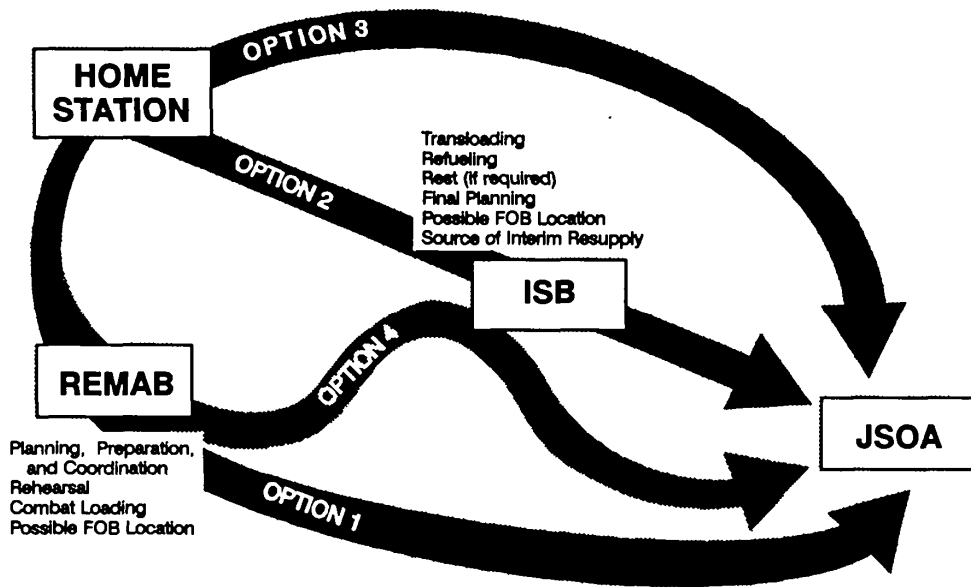 OPTION 3
HOME
STATION
OPTION 2
Transloading
Refueling
Rest (if required)
Final Planning
Possible FOB Location
Source of Interim Resupply
ISB
OPTION 4
REMAB
JSOA
Planning, Preparation,
and Coordination
Rehearsal
Combat Loading
Possible FOB Location
OPTION 1